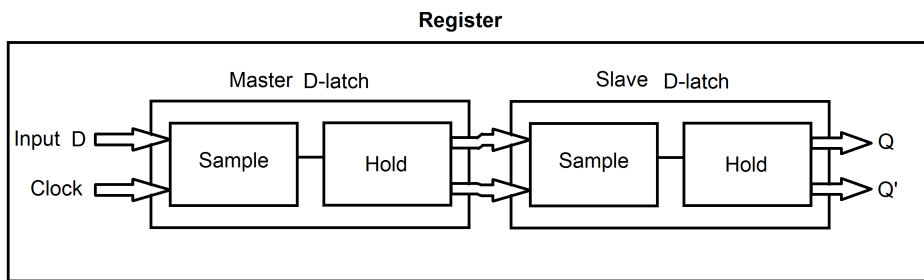 Register
Master D-latch
Slave D-latch
Input D
Clock
Sample
Hold
Sample
Hold
Q
Q'